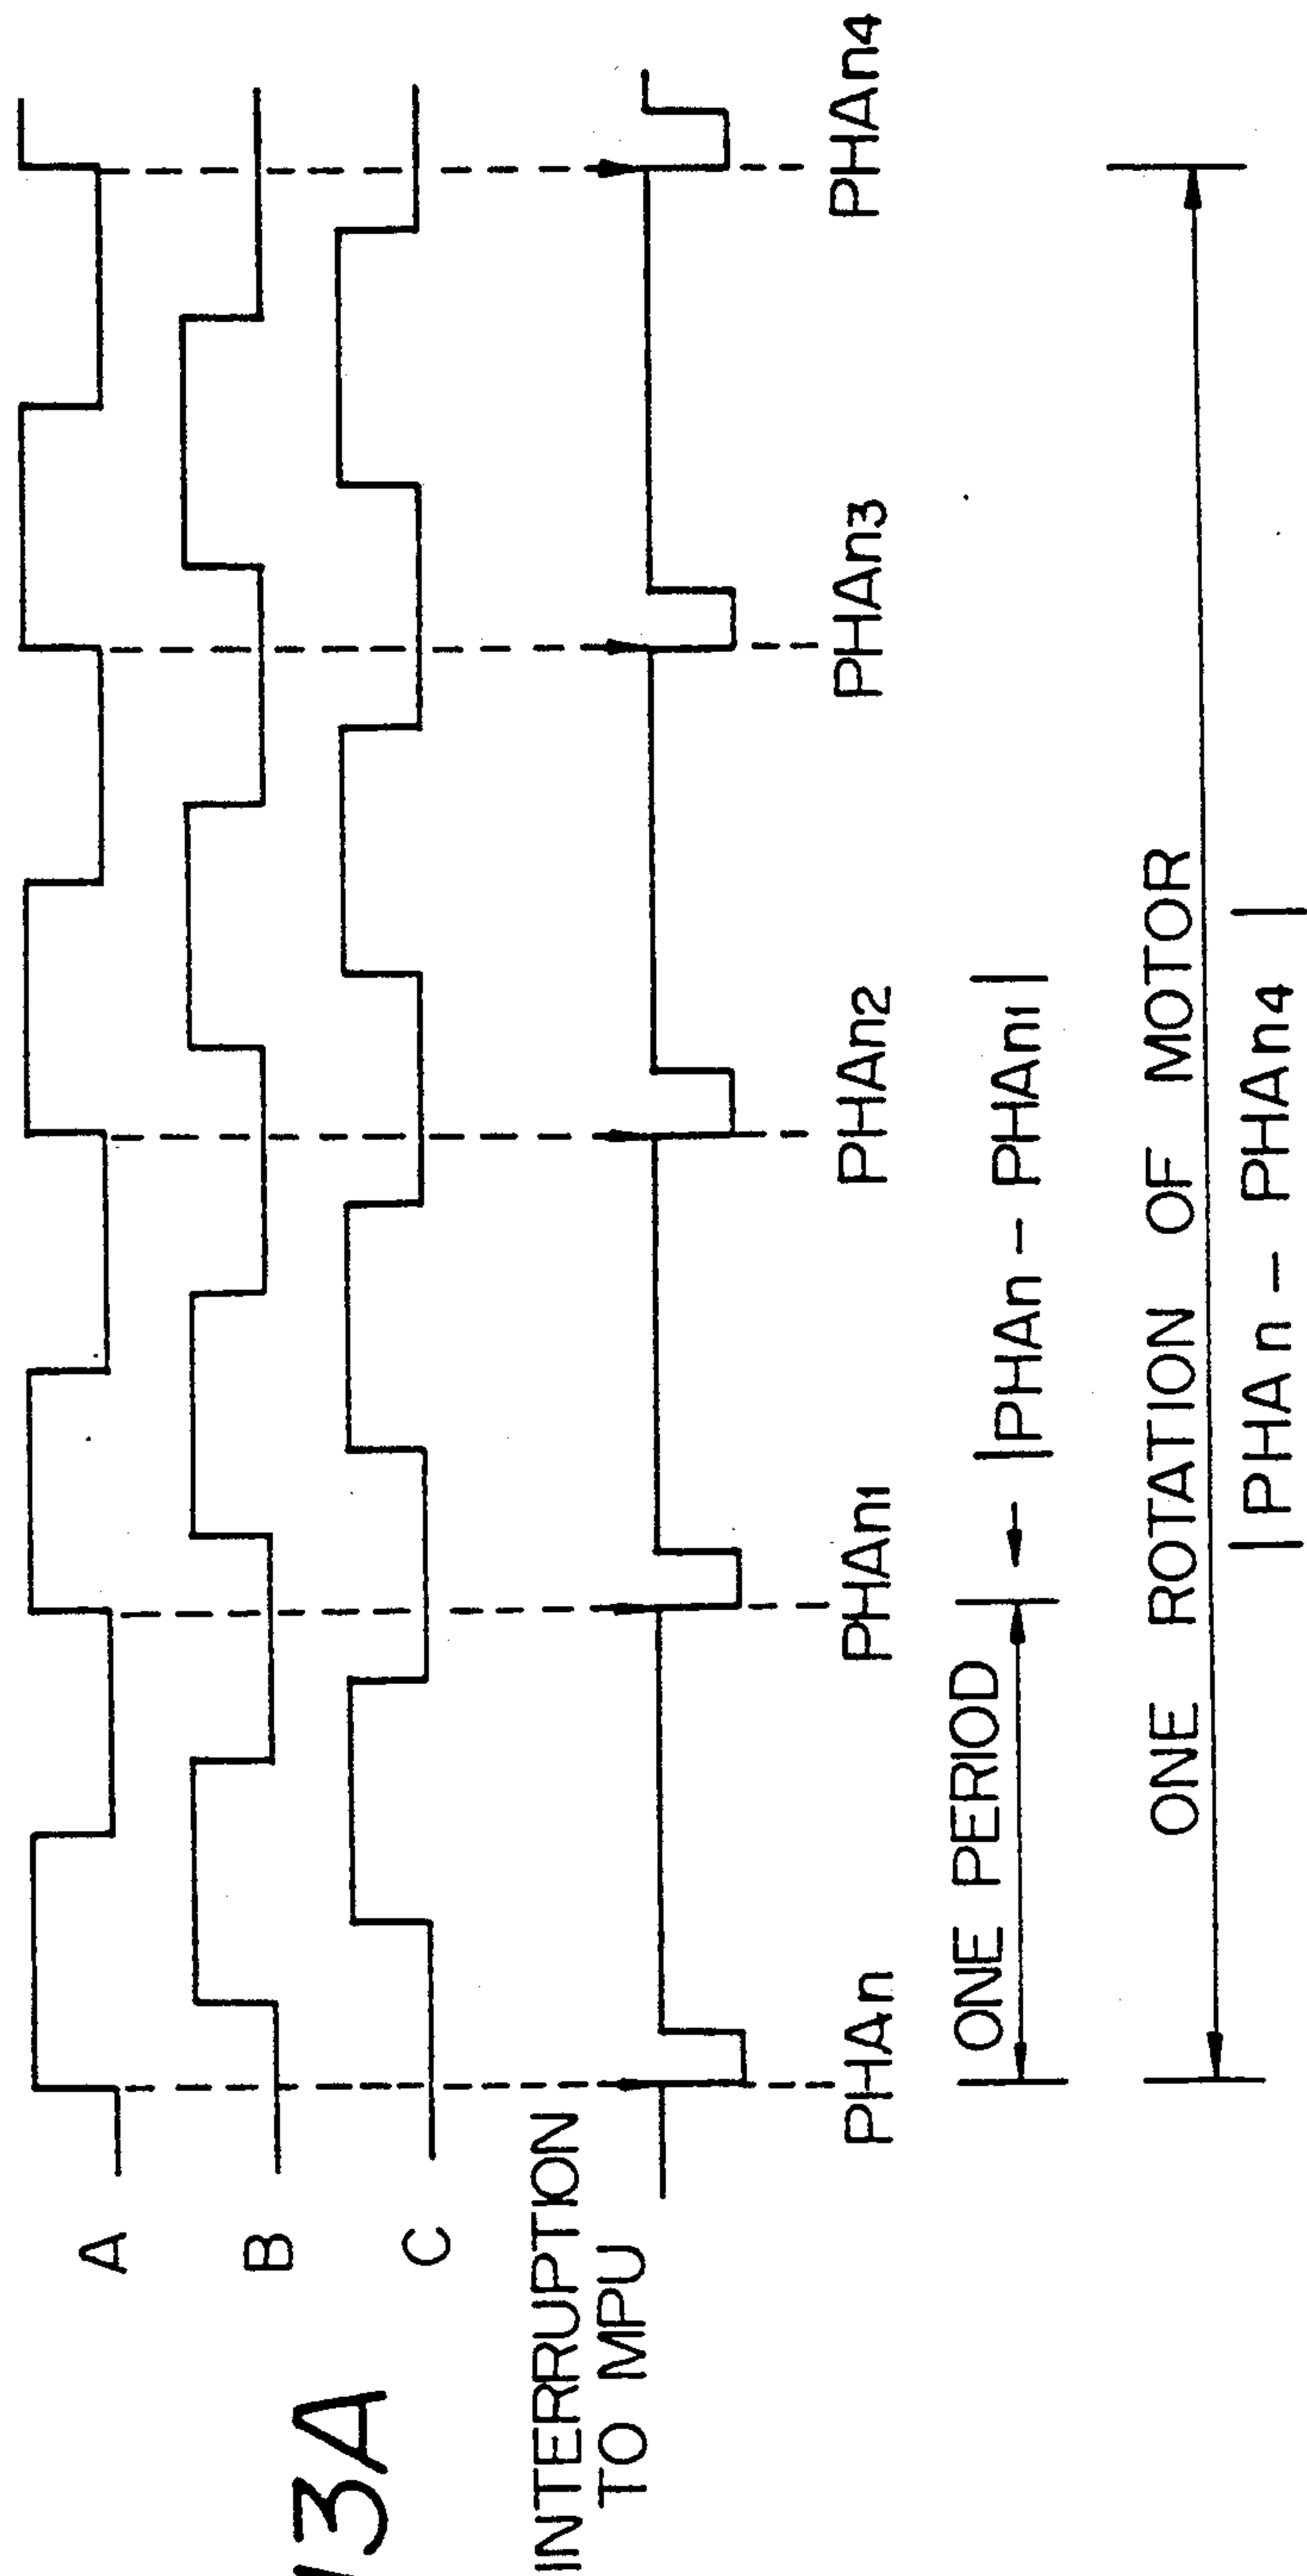 13A
A
B
C
INTERRUPTION
TO MPU
PHAn PHAn1 PHAn2 PHAn3 PHAn4
ONE PERIOD
|PHAn - PHAn1|
ONE ROTATION OF MOTOR
|PHAn - PHAn4|